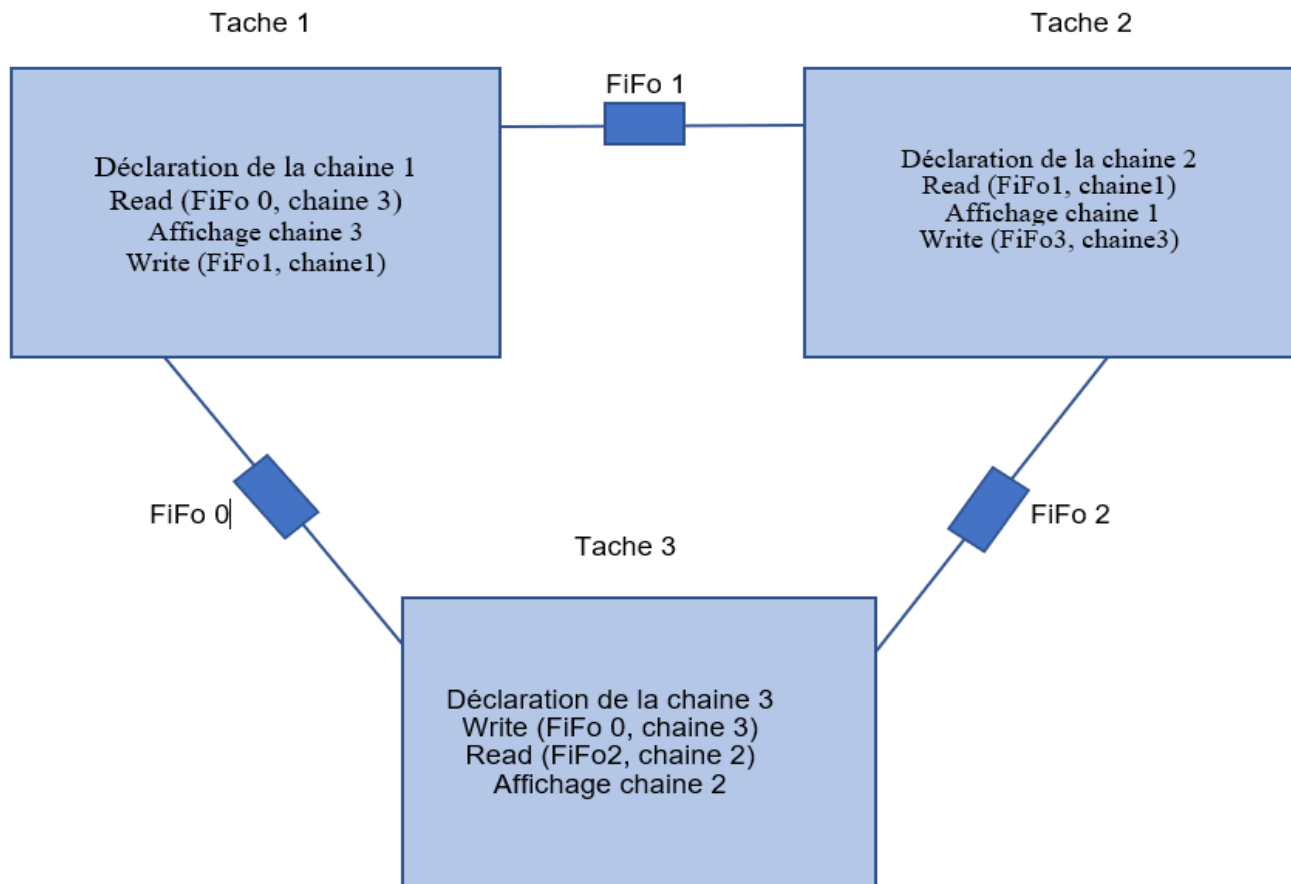 Tache 1
Tache 2
FiFo 1
Déclaration de la chaine 1
Read (FiFo 0, chaine 3)
Affichage chaine 3
Write (FiFo1, chaine1)
Déclaration de la chaine 2
Read (FiFo1, chaine1)
Affichage chaine 1
Write (FiFo3, chaine3)
FiFo 0
FiFo 2
Tache 3
Déclaration de la chaine 3
Write (FiFo 0, chaine 3)
Read (FiFo2, chaine 2)
Affichage chaine 2